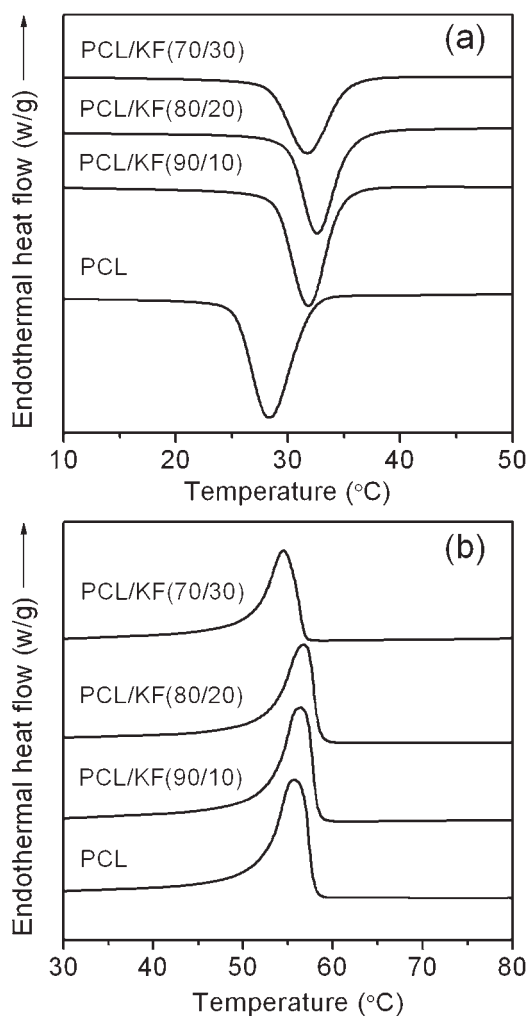 (a)
PCL/KF(70/30)
PCL/KF(80/20)
PCL/KF(90/10)
PCL
Endothermal heat flow (w/g)
10 20 30 40 50
Temperature (°C)
(b)
PCL/KF(70/30)
PCL/KF(80/20)
PCL/KF(90/10)
PCL
Endothermal heat flow (w/g)
30 40 50 60 70 80
Temperature (°C)